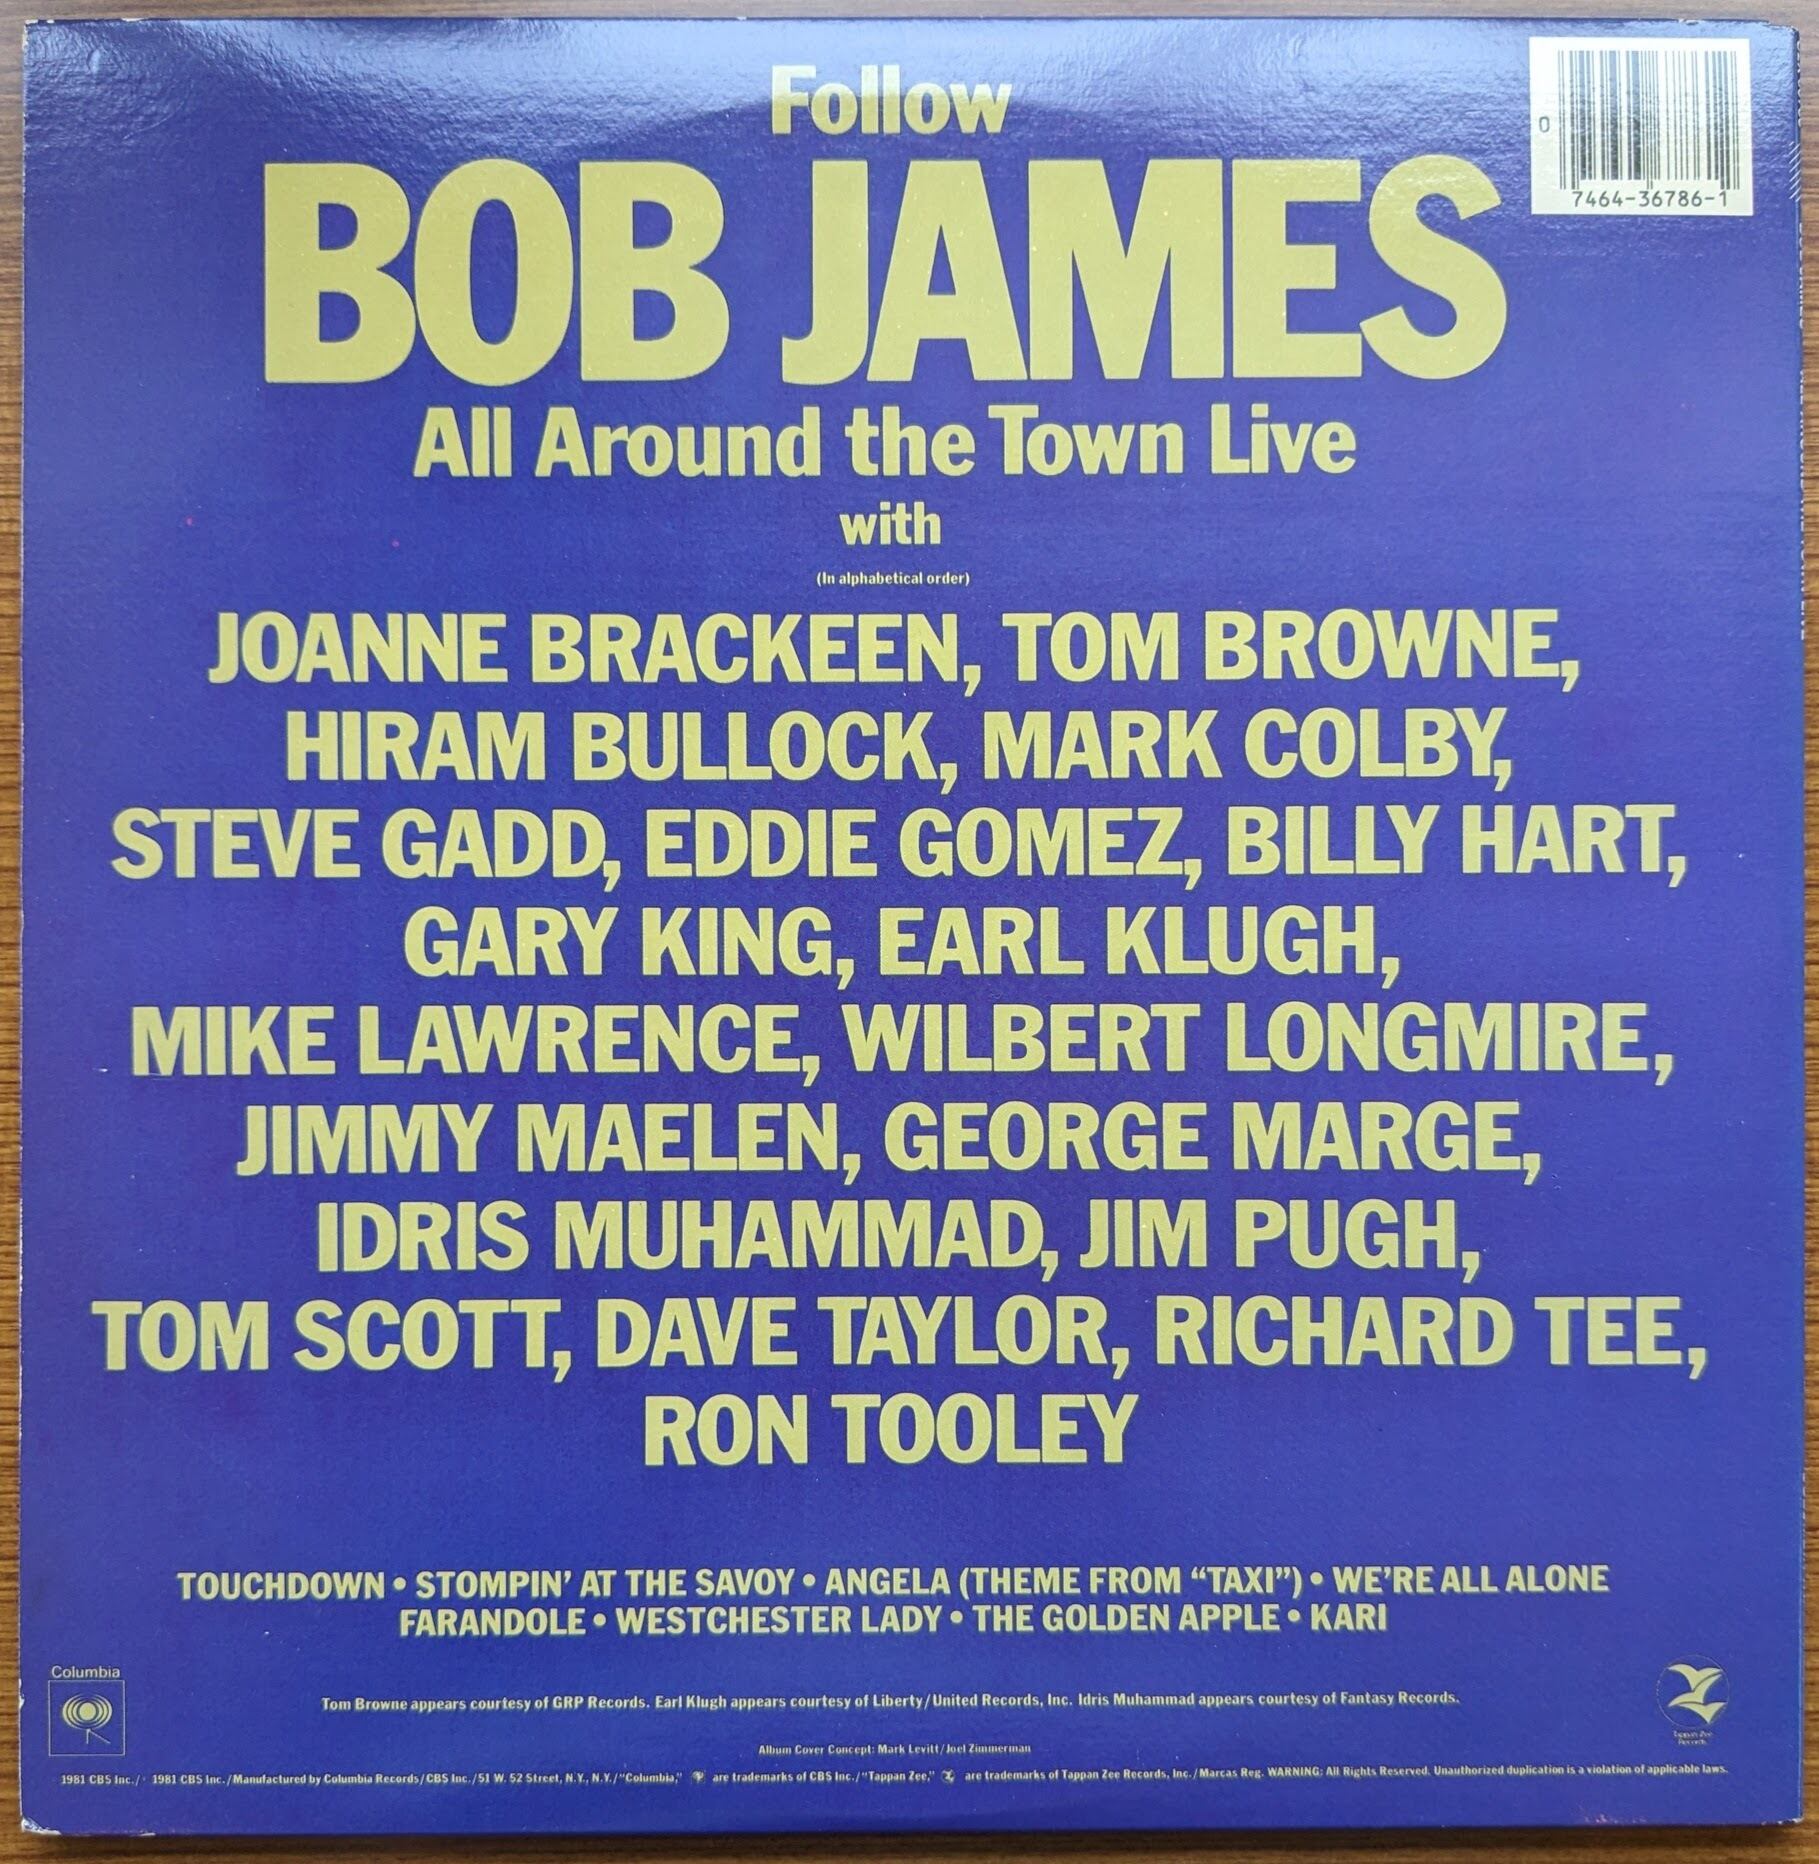 Follow
0
7464-36786-1
BOB JAMES
All Around the Town Live
with
(In alphabetical order)
JOANNE BRACKEEN, TOM BROWNE,
HIRAM BULLOCK, MARK COLBY,
STEVE GADD, EDDIE GOMEZ, BILLY HART,
GARY KING, EARL KLUGH,
MIKE LAWRENCE, WILBERT LONGMIRE,
JIMMY MAELEN, GEORGE MARGE,
IDRIS MUHAMMAD, JIM PUGH,
TOM SCOTT, DAVE TAYLOR, RICHARD TEE,
RON TOOLEY
TOUCHDOWN • STOMPIN' AT THE SAVOY • ANGELA (THEME FROM “TAXI”) • WE'RE ALL ALONE
FARANDOLE • WESTCHESTER LADY • THE GOLDEN APPLE • KARI
Columbia
Tom Browne appears courtesy of GRP Records. Earl Klugh appears courtesy of Liberty/United Records, Inc. Idris Muhammad appears courtesy of Fantasy Records.
Tappan Zee
Records
Album Cover Concept: Mark Levitt/Joel Zimmerman
1981 CBS Inc./ 1981 CBS Inc./Manufactured by Columbia Records/CBS Inc./51 W. 52 Street, N.Y., N.Y./“Columbia,” are trademarks of CBS Inc./“Tappan Zee,” are trademarks of Tappan Zee Records, Inc./Marcas Reg. WARNING: All Rights Reserved. Unauthorized duplication is a violation of applicable laws.